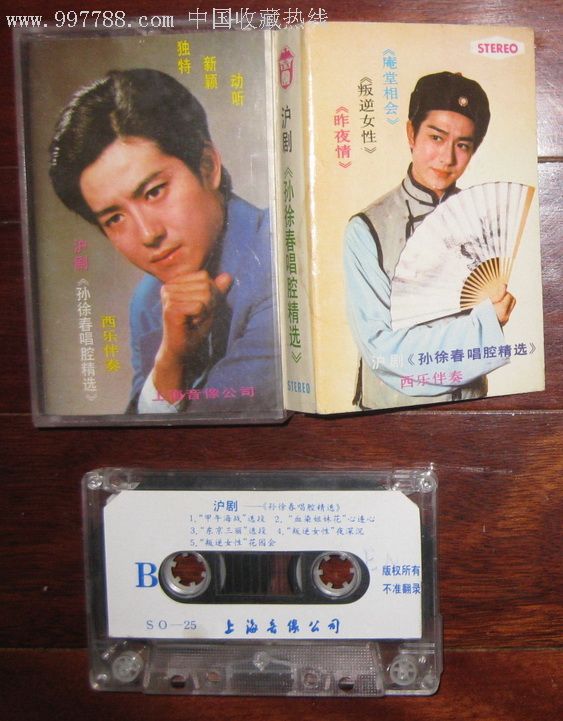 www.997788.com 中国收藏热线
独特
新颖
动听
沪剧《孙徐春唱腔精选》
西乐伴奏
上海音像公司
沪剧《孙徐春唱腔精选》
STEREO
STEREO
《庵堂相会》
《叛逆女性》
《昨夜情》
沪剧《孙徐春唱腔精选》
西乐伴奏
沪剧——《孙徐春唱腔精选》
1."甲午海战"选段 2."血染姐妹花"心连心
3."东京三丽"选段 4."叛逆女性"夜深沉
5."叛逆女性"花园会
B
版权所有
不准翻录
SO—25 上海音像公司